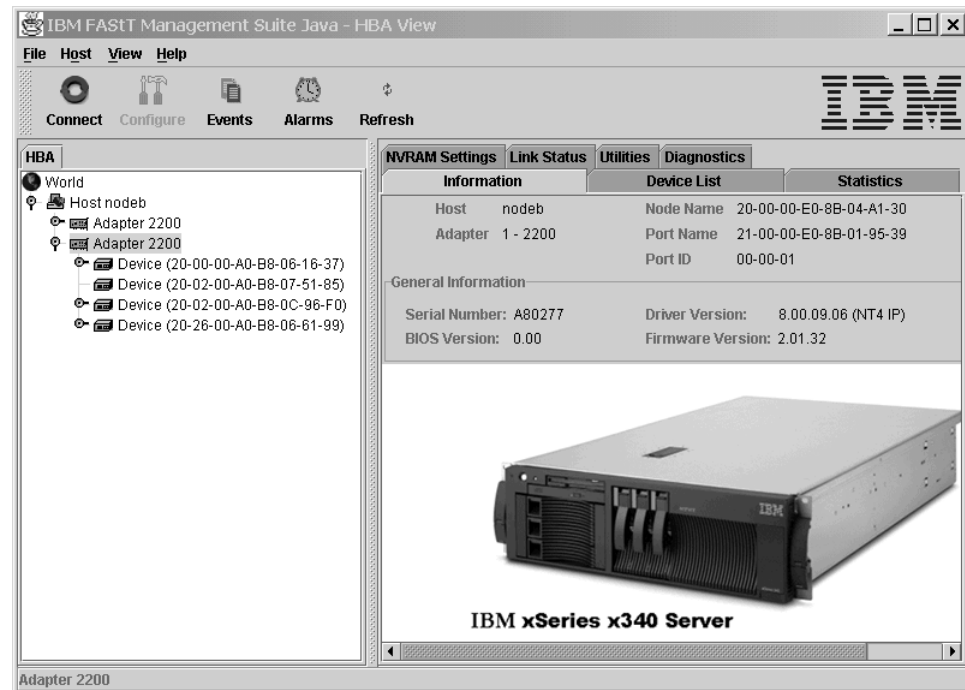 IBM FAStT Management Suite Java - HBA View
File Host View Help
Connect Configure Events Alarms Refresh
IBM
HBA
World
Host nodeb
Adapter 2200
Adapter 2200
Device (20-00-00-A0-B8-06-16-37)
Device (20-02-00-A0-B8-07-51-85)
Device (20-02-00-A0-B8-0C-96-F0)
Device (20-26-00-A0-B8-06-61-99)
NVRAM Settings Link Status Utilities Diagnostics
Information Device List Statistics
Host nodeb Node Name 20-00-00-E0-8B-04-A1-30
Adapter 1 - 2200 Port Name 21-00-00-E0-8B-01-95-39
Port ID 00-00-01
General Information
Serial Number: A80277 Driver Version: 8.00.09.06 (NT4 IP)
BIOS Version: 0.00 Firmware Version: 2.01.32
IBM
IBM xSeries x340 Server
Adapter 2200